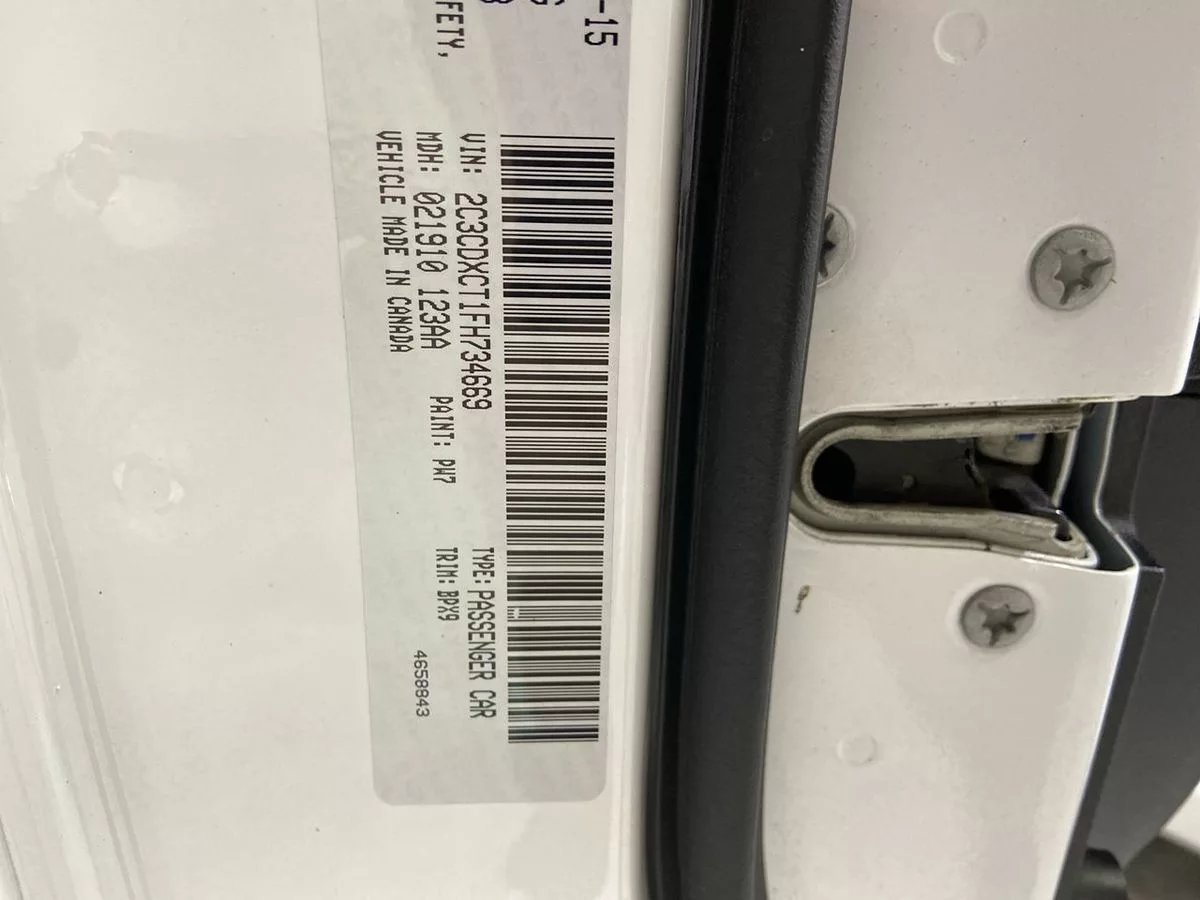 -15
FETY,
VIN: 2C3CDXCT1FH734669
TYPE: PASSENGER CAR
MDH: 021910 123AA
PAINT: PW7
TRIM: BPX9
VEHICLE MADE IN CANADA
4658843